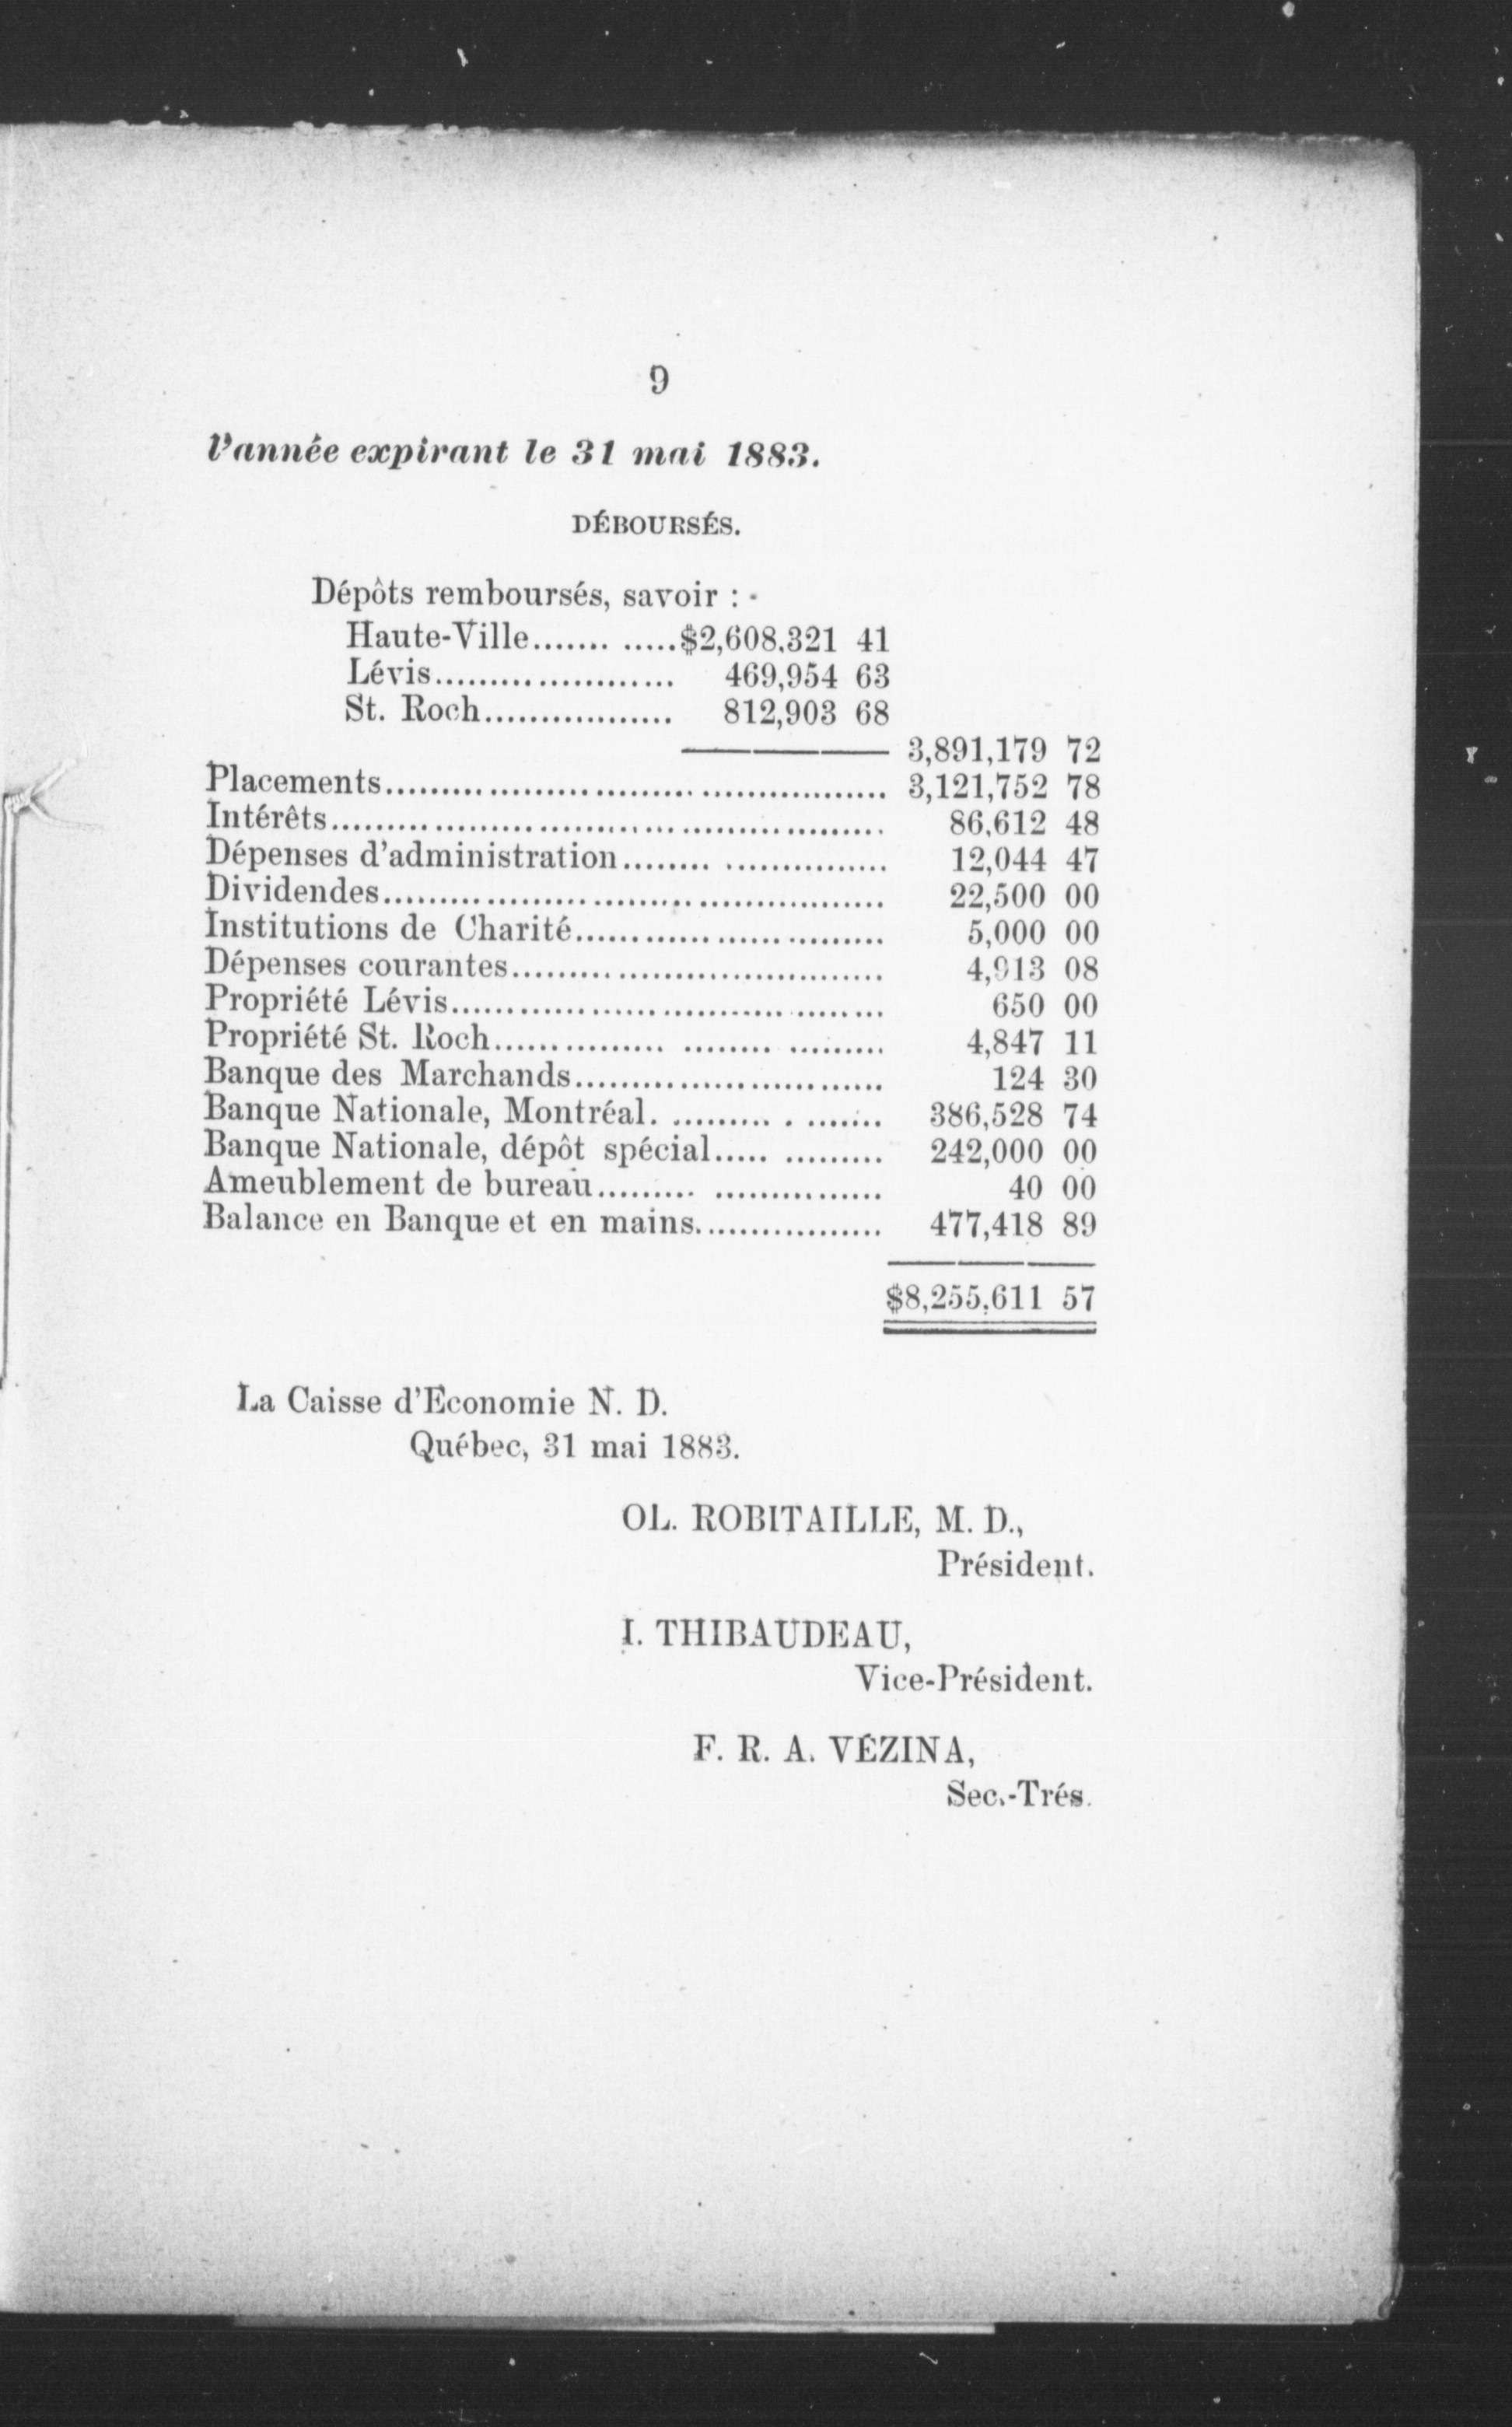 9
l'année expirant le 31 mai 1883.
DÉBOURSÉS.
Dépôts remboursés, savoir : -
Haute-Ville....... .....$2,608.321 41
Lévis...................... 469,954 63
St. Roch................. 812,903 68
3,891,179 72
Placements.............................................. 3,121,752 78
Intérêts................................................... 86,612 48
Dépenses d'administration........ ............... 12,044 47
Dividendes.............................................. 22,500 00
Institutions de Charité............................ 5,000 00
Dépenses courantes.................................. 4,913 08
Propriété Lévis........................................ 650 00
Propriété St. Roch............... ........ ......... 4,847 11
Banque des Marchands............................ 124 30
Banque Nationale, Montréal. .......... . ....... 386,528 74
Banque Nationale, dépôt spécial..... ......... 242,000 00
Ameublement de bureau......... ................ 40 00
Balance en Banque et en mains.................. 477,418 89
$8,255,611 57
La Caisse d'Economie N. D.
Québec, 31 mai 1883.
OL. ROBITAILLE, M. D.,
Président.
I. THIBAUDEAU,
Vice-Président.
F. R. A. VÉZINA,
Sec.-Trés.